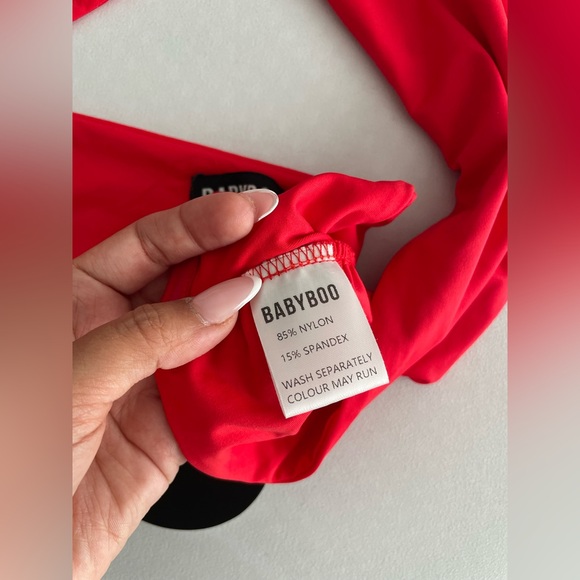 BABYBOO
85% NYLON
15% SPANDEX
WASH SEPARATELY
COLOUR MAY RUN